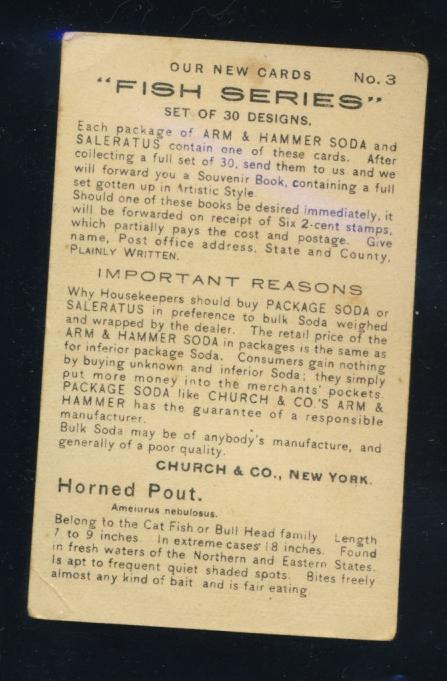 OUR NEW CARDS No. 3
"FISH SERIES"
SET OF 30 DESIGNS.
Each package of ARM & HAMMER SODA and
SALERATUS contain one of these cards. After
collecting a full set of 30, send them to us and we
will forward you a Souvenir Book, containing a full
set gotten up in Artistic Style.
Should one of these books be desired immediately, it
will be forwarded on receipt of Six 2-cent stamps,
which partially pays the cost and postage. Give
name, Post office address, State and County,
PLAINLY WRITTEN.
IMPORTANT REASONS
Why Housekeepers should buy PACKAGE SODA or
SALERATUS in preference to bulk Soda weighed
and wrapped by the dealer. The retail price of the
ARM & HAMMER SODA in packages is the same as
for inferior package Soda. Consumers gain nothing
by buying unknown and inferior Soda; they simply
put more money into the merchants' pockets.
PACKAGE SODA like CHURCH & CO.'S ARM &
HAMMER has the guarantee of a responsible
manufacturer.
Bulk Soda may be of anybody's manufacture, and
generally of a poor quality.
CHURCH & CO., NEW YORK.
Horned Pout.
Ameiurus nebulosus.
Belong to the Cat Fish or Bull Head family Length
7 to 9 inches. In extreme cases 18 inches. Found
in fresh waters of the Northern and Eastern States.
Is apt to frequent quiet shaded spots. Bites freely
almost any kind of bait and is fair eating